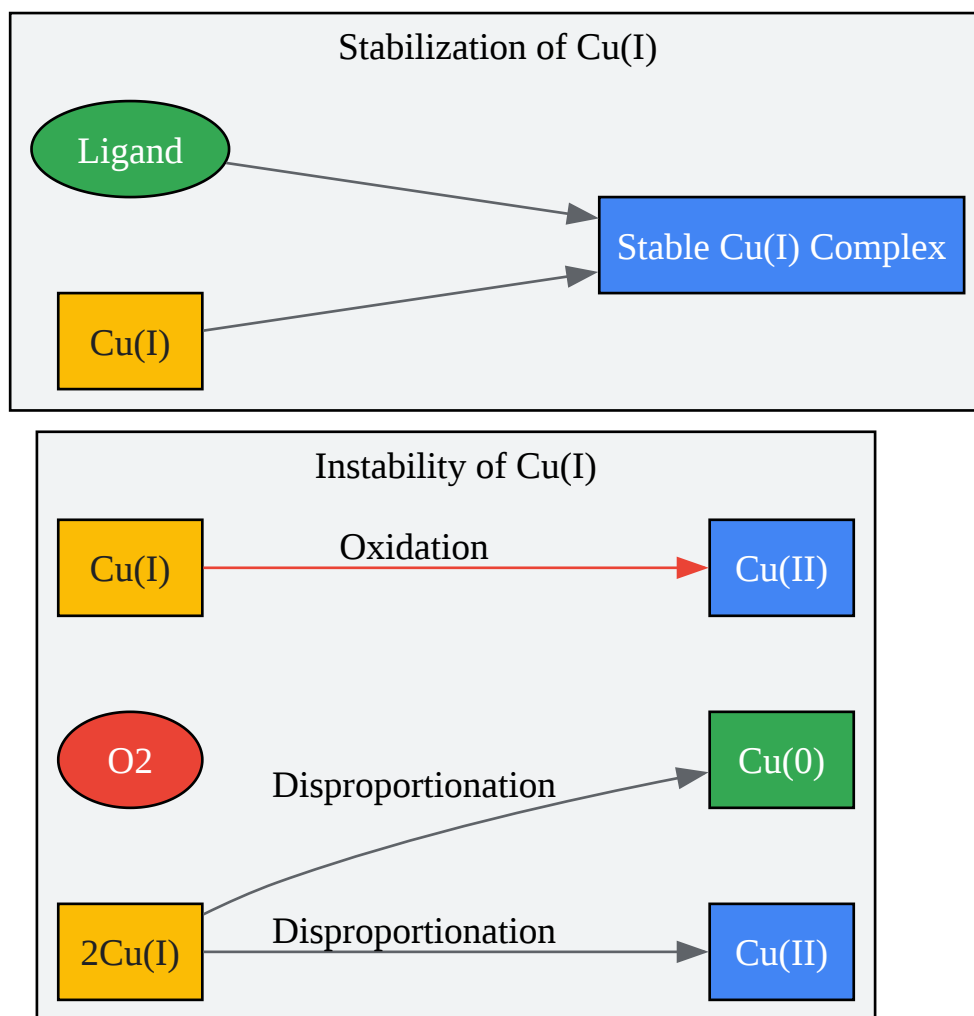 Stabilization of Cu(I)
Ligand
Stable Cu(I) Complex
Cu(I)
Instability of Cu(I)
Cu(I)
Oxidation
Cu(II)
O2
Disproportionation
Cu(0)
2Cu(I)
Disproportionation
Cu(II)